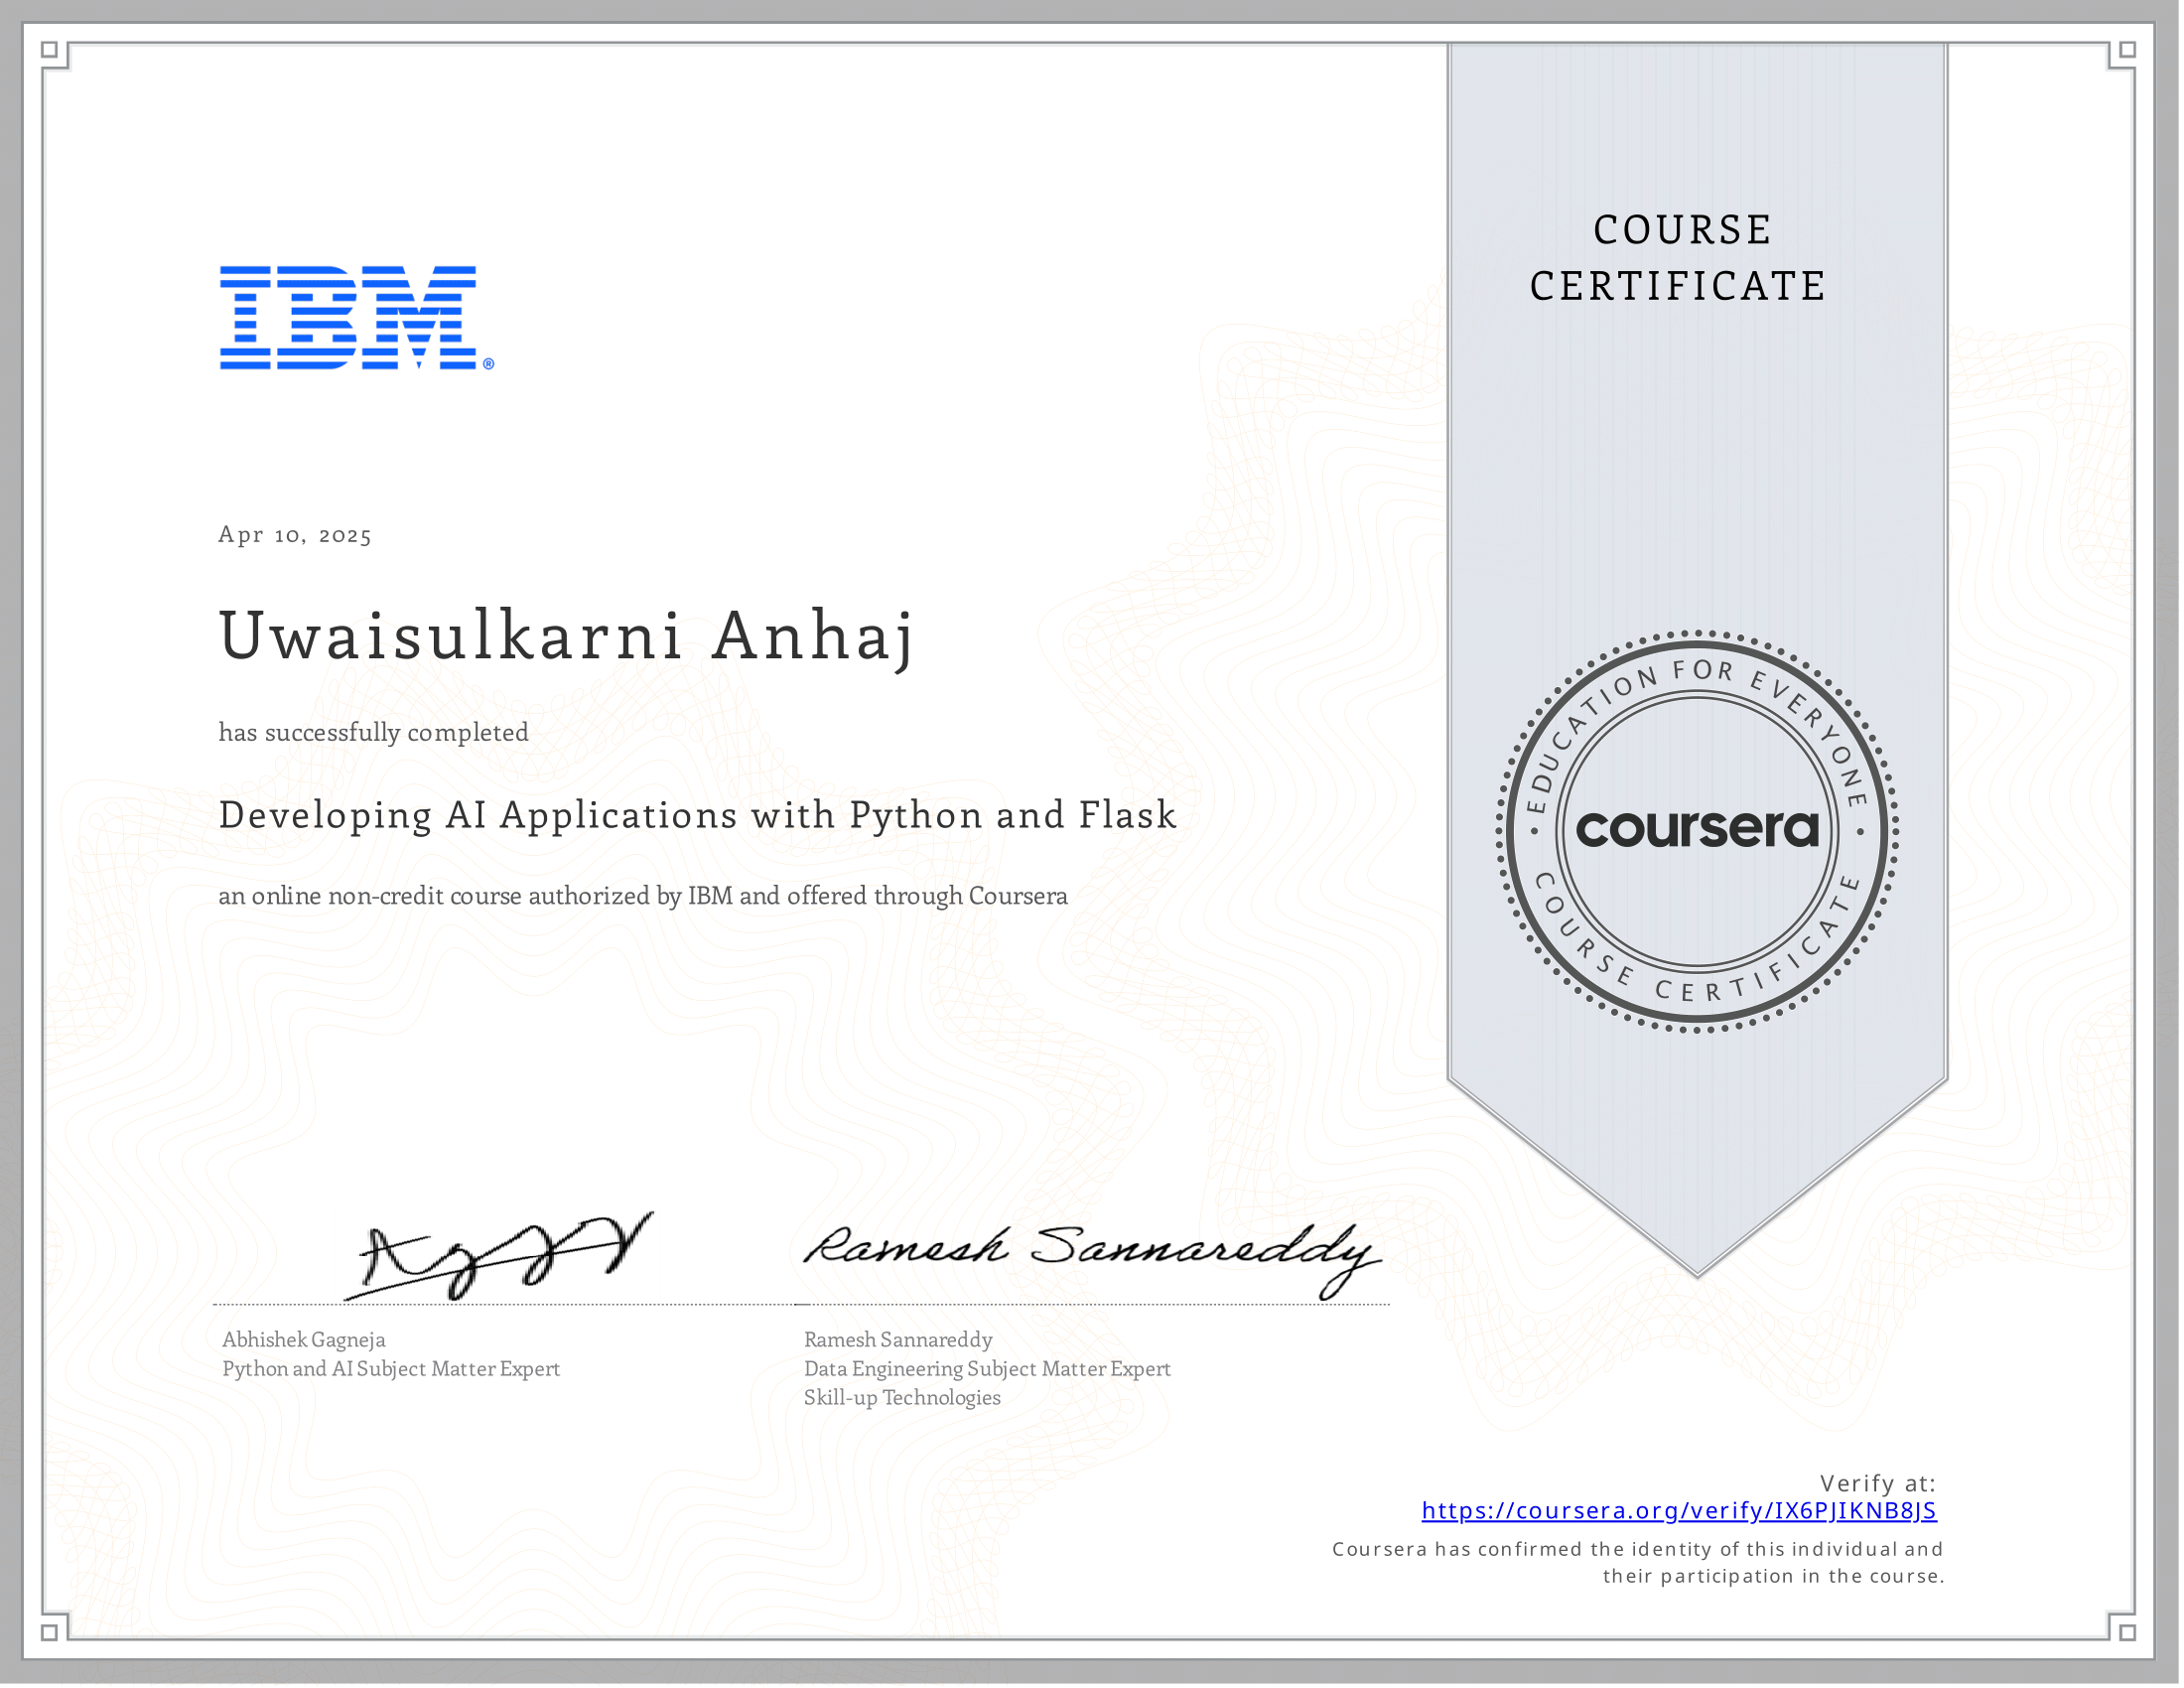 IBM®
COURSE
CERTIFICATE
Apr 10, 2025
Uwaisulkarni Anhaj
has successfully completed
Developing AI Applications with Python and Flask
an online non-credit course authorized by IBM and offered through Coursera
EDUCATION FOR EVERYONE
coursera
COURSE CERTIFICATE
Ramesh Sannareddy
Abhishek Gagneja
Python and AI Subject Matter Expert
Ramesh Sannareddy
Data Engineering Subject Matter Expert
Skill-up Technologies
Verify at:
https://coursera.org/verify/IX6PJIKNB8JS
Coursera has confirmed the identity of this individual and
their participation in the course.